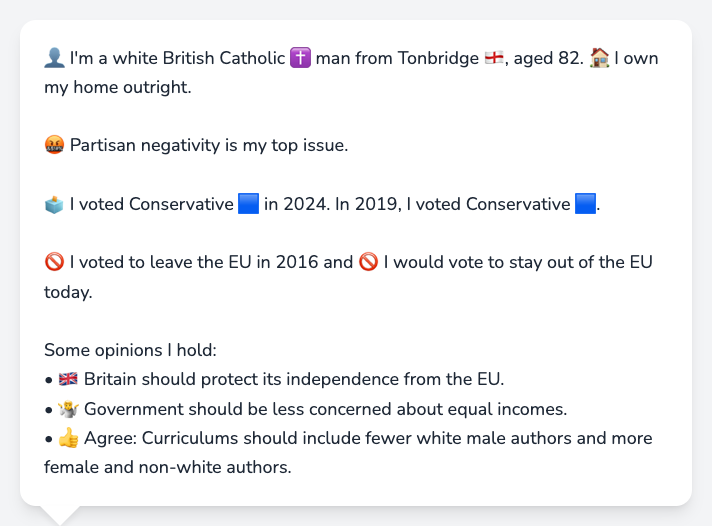 👤 I'm a white British Catholic ✝️ man from Tonbridge 🏴󠁧󠁢󠁥󠁮󠁧󠁿, aged 82. 🏠 I own
my home outright.
🤬 Partisan negativity is my top issue.
🗳️ I voted Conservative 🟦 in 2024. In 2019, I voted Conservative 🟦.
🚫 I voted to leave the EU in 2016 and 🚫 I would vote to stay out of the EU
today.
Some opinions I hold:
• 🇬🇧 Britain should protect its independence from the EU.
• 🤷 Government should be less concerned about equal incomes.
• 👍 Agree: Curriculums should include fewer white male authors and more
female and non-white authors.